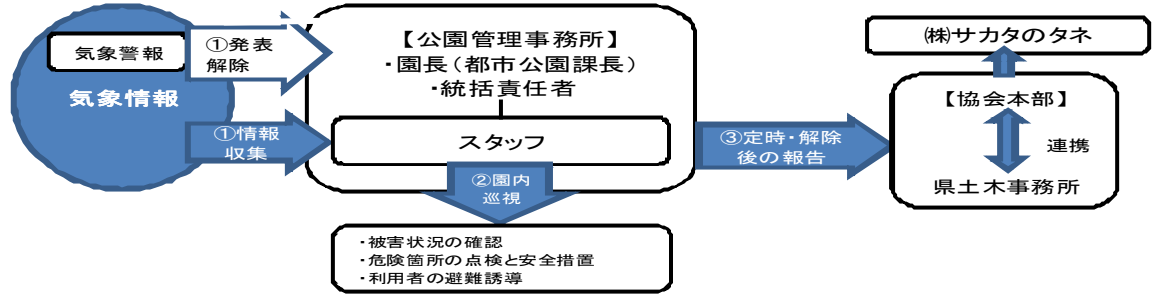 気象警報
気象情報
①発表
解除
①情報
収集
【公園管理事務所】
・園長（都市公園課長）
・統括責任者
スタッフ
②園内
巡視
・被害状況の確認
・危険箇所の点検と安全措置
・利用者の避難誘導
③定時・解除
後の報告
㈱サカタのタネ
【協会本部】
連携
県土木事務所